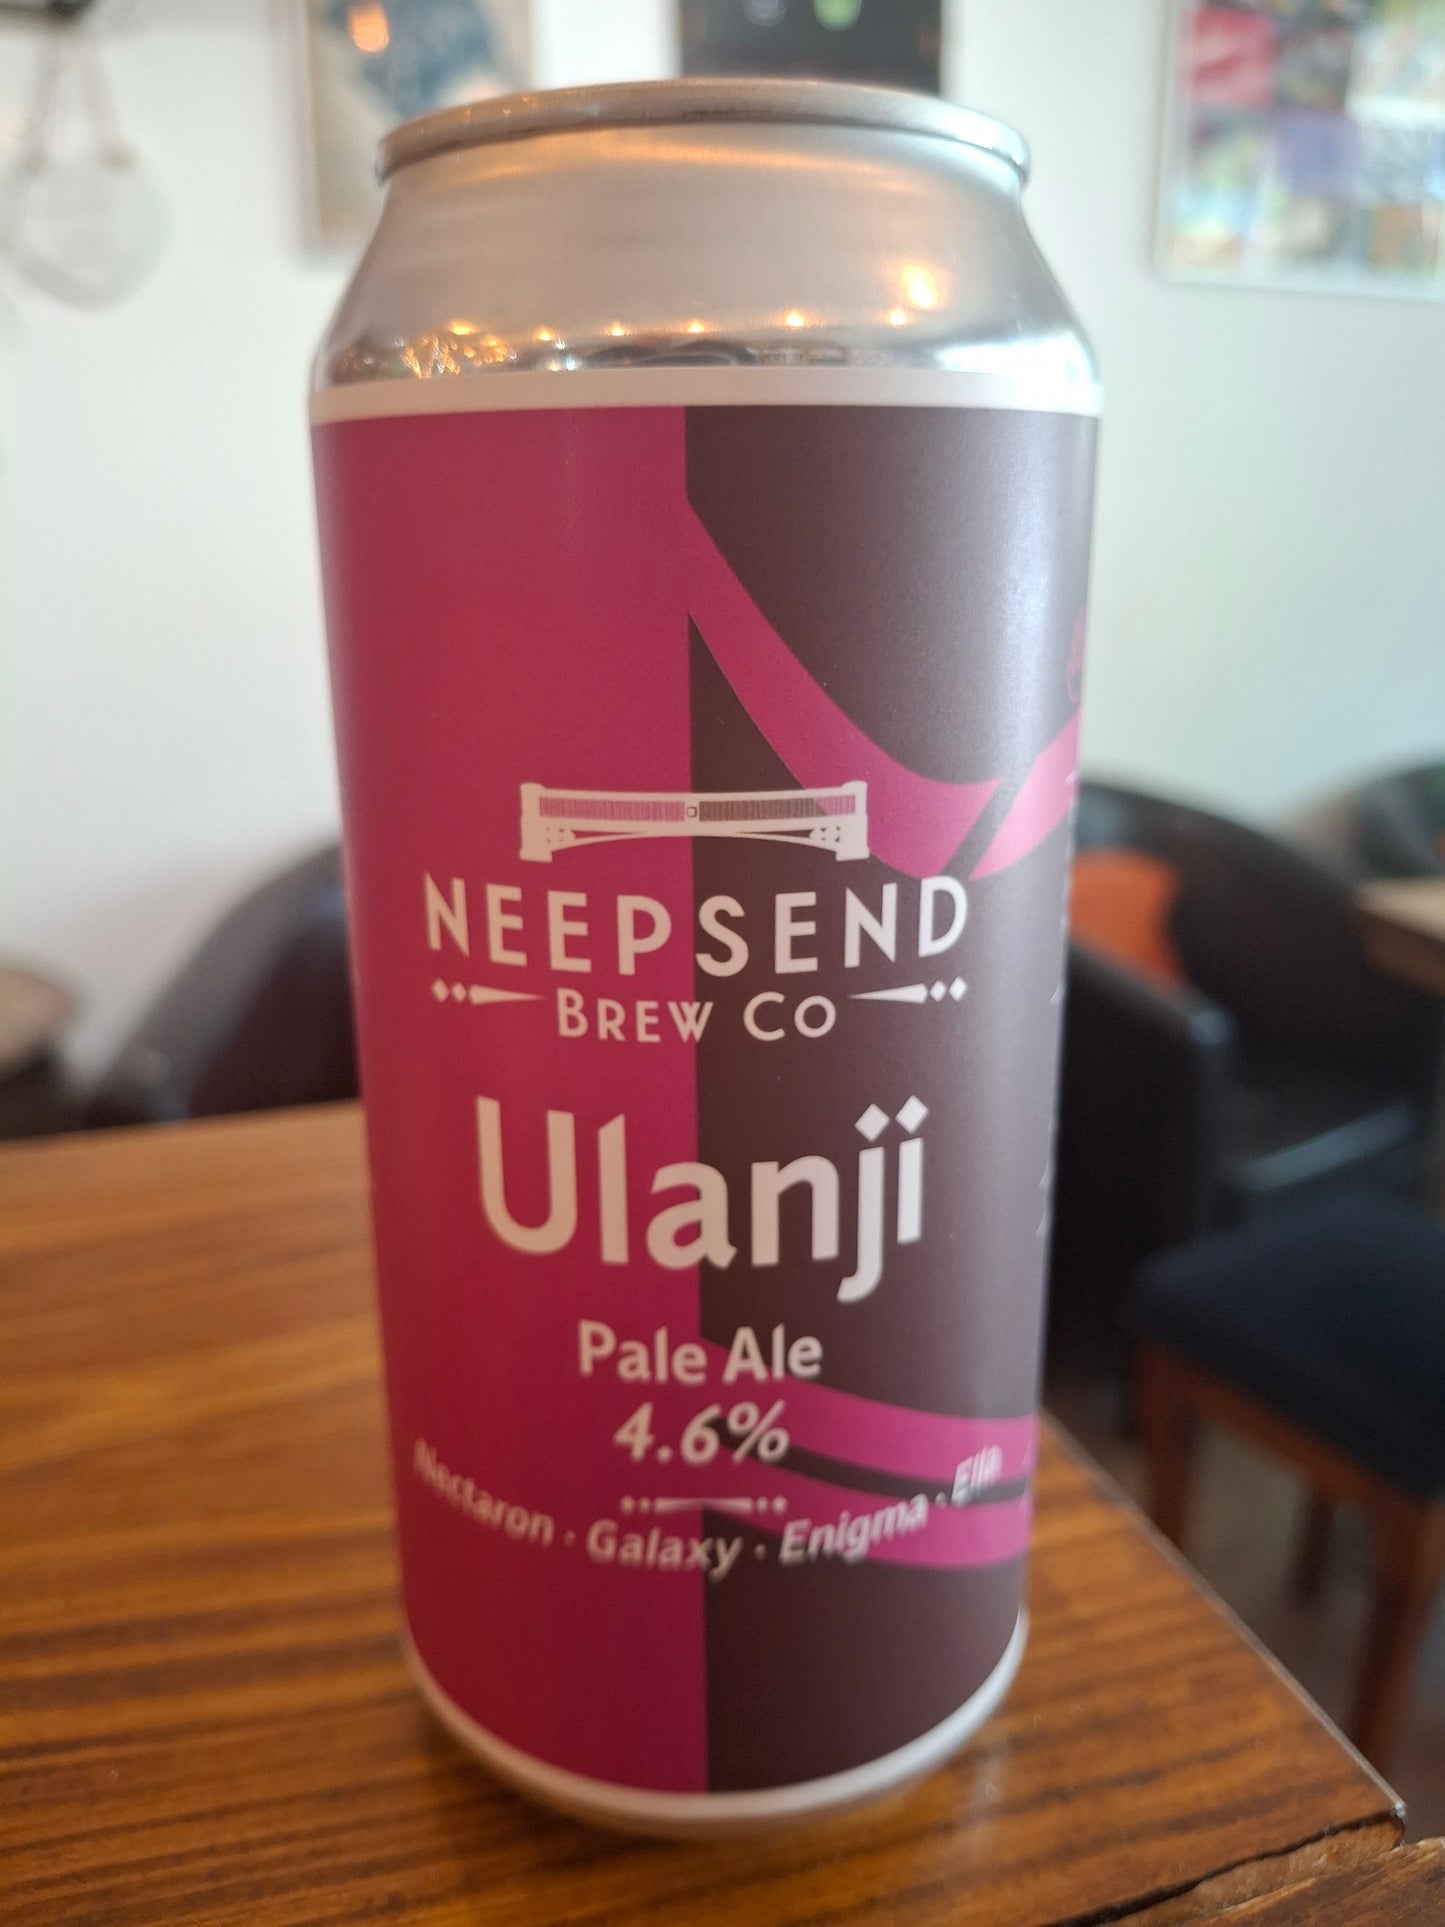 NEEPSEND
BREW CO
Ulanji
Pale Ale
4.6%
Nectaron · Galaxy · Enigma · Ella